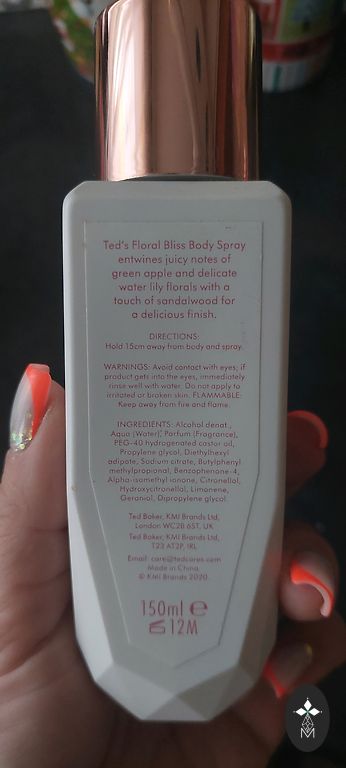 Ted's Floral Bliss Body Spray
entwines juicy notes of
green apple and delicate
water lily florals with a
touch of sandalwood for
a delicious finish.
DIRECTIONS:
Hold 15cm away from body and spray.
WARNINGS: Avoid contact with eyes; if
product gets into the eyes, immediately
rinse well with water. Do not apply to
irritated or broken skin. FLAMMABLE:
Keep away from fire and flame.
INGREDIENTS: Alcohol denat.,
Aqua (Water), Parfum (Fragrance),
PEG-40 hydrogenated castor oil,
Propylene glycol, Diethylhexyl
adipate, Sodium citrate, Butylphenyl
methylpropional, Benzophenone-4,
Alpha-isomethyl ionone, Citronellol,
Hydroxycitronellol, Limonene,
Geraniol, Dipropylene glycol.
Ted Baker, KMI Brands Ltd,
London WC2B 6ST, UK
Ted Baker, KMI Brands Ltd,
T23 AT2P, IRL
Email: care@tedcares.com
Made in China.
© KMI Brands 2020.
150ml ℮
12M
M